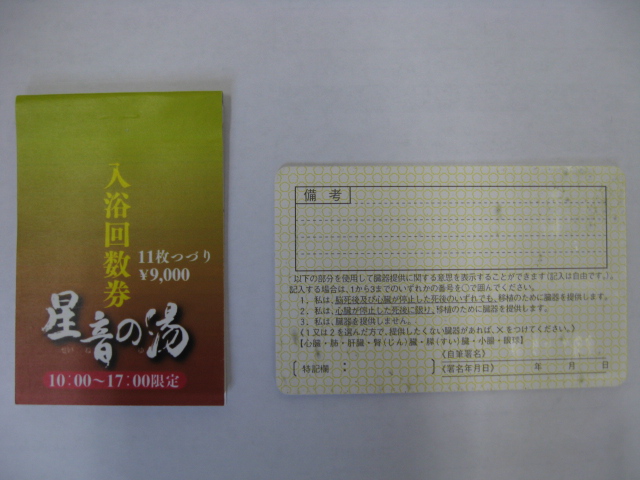 入浴回数券
11枚つづり
¥9,000
星音の湯
10:00～17:00限定
備考
以下の部分を使用して臓器提供に関する意思を表示することができます(記入は自由です。)
記入する場合は、1から3までのいずれかの番号を○で囲んでください。
1. 私は、脳死後及び心臓が停止した死後のいずれでも、移植のために臓器を提供します。
2. 私は、心臓が停止した死後に限り、移植のために臓器を提供します。
3. 私は、臓器を提供しません。
《1又は2を選んだ方で、提供したくない臓器があれば、×をつけてください。》
【心臓・肺・肝臓・腎(じん)臓・膵(すい)臓・小腸・眼球】
〔特記欄：〕
《自筆署名》
《署名年月日》 年 月 日